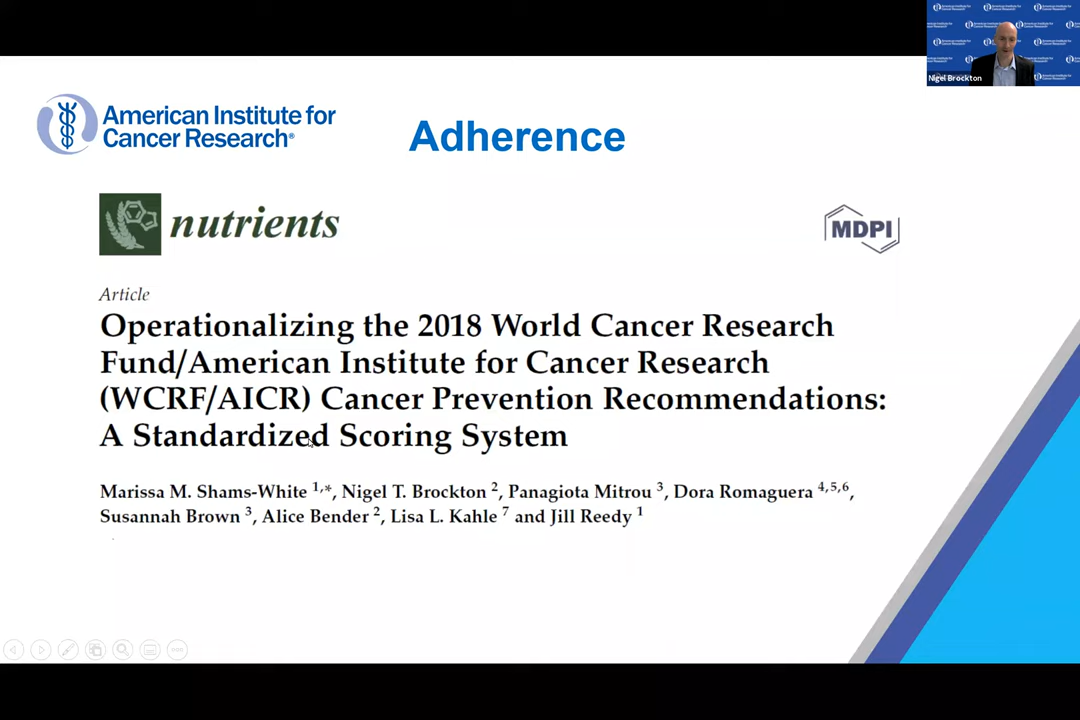 Nigel Brockton
American Institute for
Cancer Research®
Adherence
nutrients
MDPI
Article
Operationalizing the 2018 World Cancer Research
Fund/American Institute for Cancer Research
(WCRF/AICR) Cancer Prevention Recommendations:
A Standardized Scoring System
Marissa M. Shams-White 1,*, Nigel T. Brockton 2, Panagiota Mitrou 3, Dora Romaguera 4,5,6,
Susannah Brown 3, Alice Bender 2, Lisa L. Kahle 7 and Jill Reedy 1